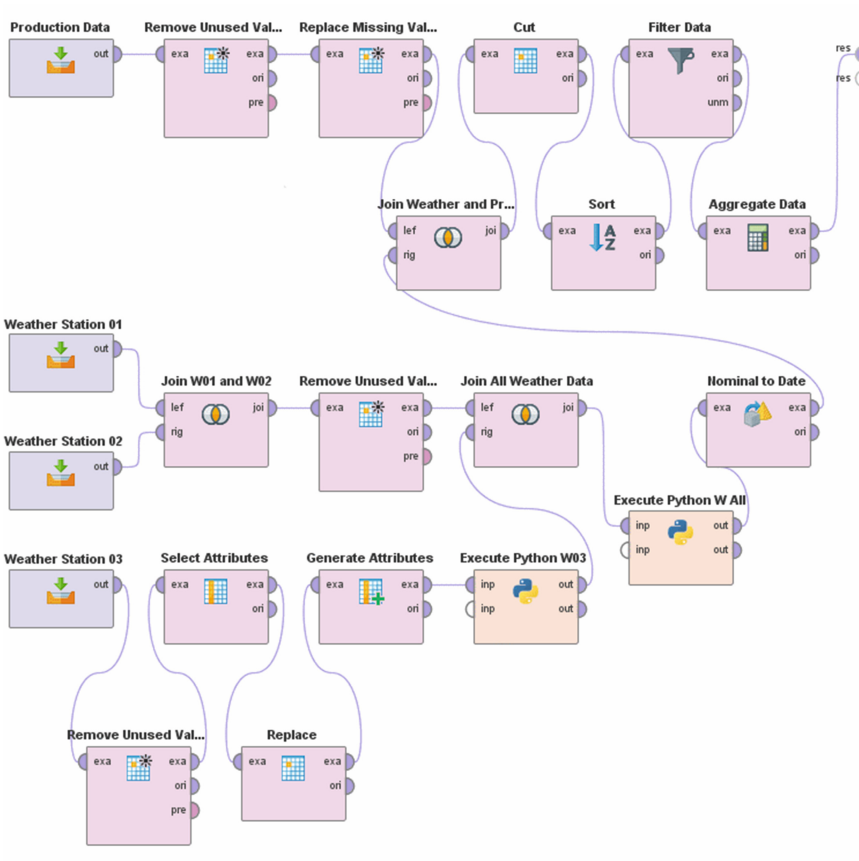 Production Data
out
Remove Unused Val...
exa exa
ori
pre
Replace Missing Val...
exa exa
ori
pre
Cut
exa exa
ori
Filter Data
exa exa
ori
unm
res
res
Join Weather and Pr...
lef joi
rig
Sort
exa exa
ori
A
Z
Aggregate Data
exa exa
ori
Weather Station 01
out
Join W01 and W02
lef joi
rig
Remove Unused Val...
exa exa
ori
pre
Join All Weather Data
lef joi
rig
Nominal to Date
exa exa
ori
Weather Station 02
out
Execute Python W All
inp out
inp out
Weather Station 03
out
Select Attributes
exa exa
ori
Generate Attributes
exa exa
ori
Execute Python W03
inp out
inp out
Remove Unused Val...
exa exa
ori
pre
Replace
exa exa
ori